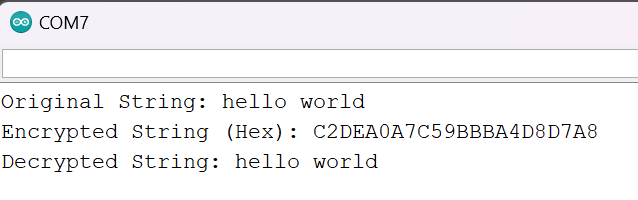 COM7
Original String: hello world
Encrypted String (Hex): C2DEA0A7C59BBBA4D8D7A8
Decrypted String: hello world